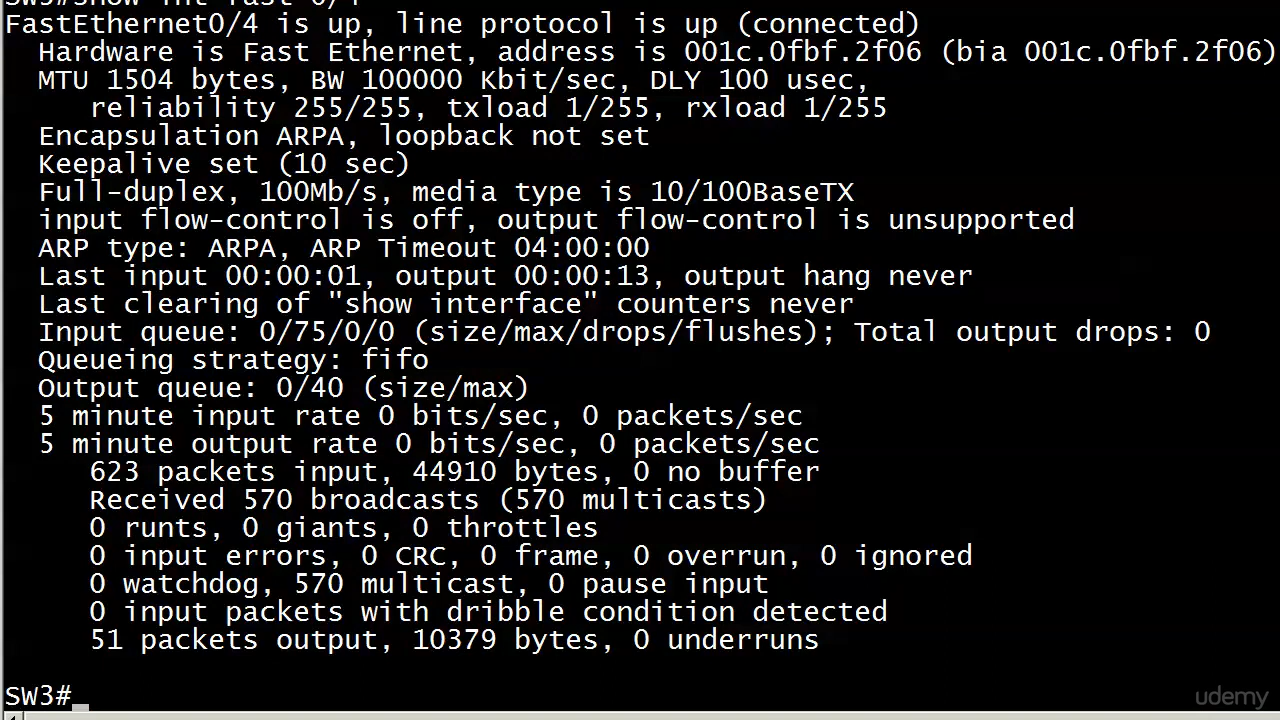 SW3#show int fast 0/4
FastEthernet0/4 is up, line protocol is up (connected)
Hardware is Fast Ethernet, address is 001c.0fbf.2f06 (bia 001c.0fbf.2f06)
MTU 1504 bytes, BW 100000 Kbit/sec, DLY 100 usec,
reliability 255/255, txload 1/255, rxload 1/255
Encapsulation ARPA, loopback not set
Keepalive set (10 sec)
Full-duplex, 100Mb/s, media type is 10/100BaseTX
input flow-control is off, output flow-control is unsupported
ARP type: ARPA, ARP Timeout 04:00:00
Last input 00:00:01, output 00:00:13, output hang never
Last clearing of "show interface" counters never
Input queue: 0/75/0/0 (size/max/drops/flushes); Total output drops: 0
Queueing strategy: fifo
Output queue: 0/40 (size/max)
5 minute input rate 0 bits/sec, 0 packets/sec
5 minute output rate 0 bits/sec, 0 packets/sec
623 packets input, 44910 bytes, 0 no buffer
Received 570 broadcasts (570 multicasts)
0 runts, 0 giants, 0 throttles
0 input errors, 0 CRC, 0 frame, 0 overrun, 0 ignored
0 watchdog, 570 multicast, 0 pause input
0 input packets with dribble condition detected
51 packets output, 10379 bytes, 0 underruns
SW3#
udemy